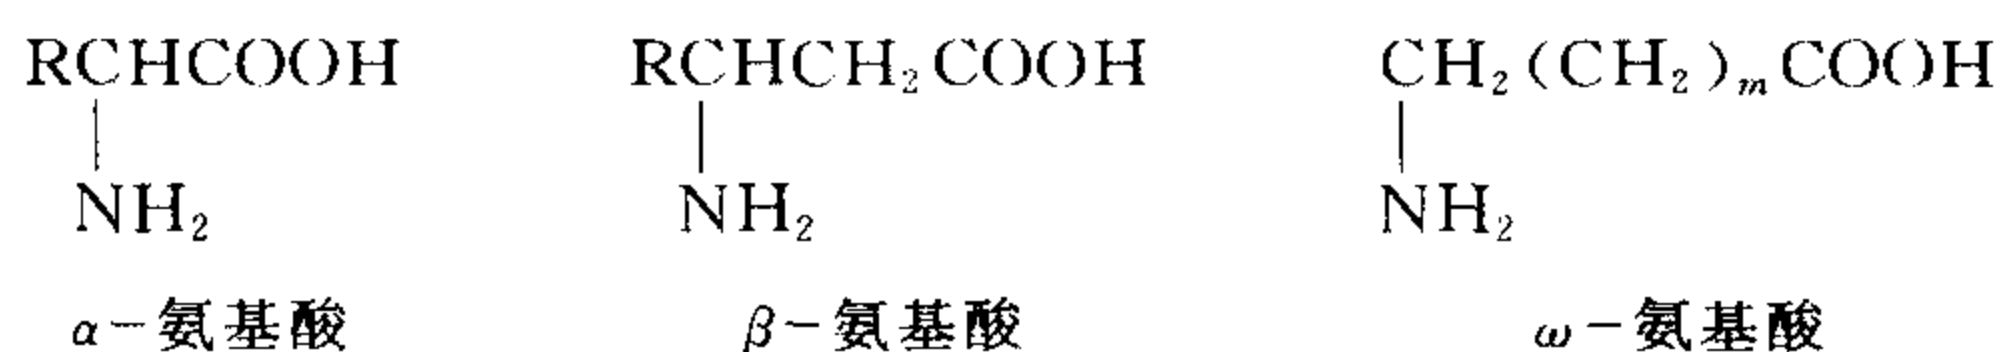 RCHCOOH RCHCH₂COOH CH₂(CH₂)ₘCOOH
NH₂ NH₂ NH₂
α-氨基酸 β-氨基酸 ω-氨基酸